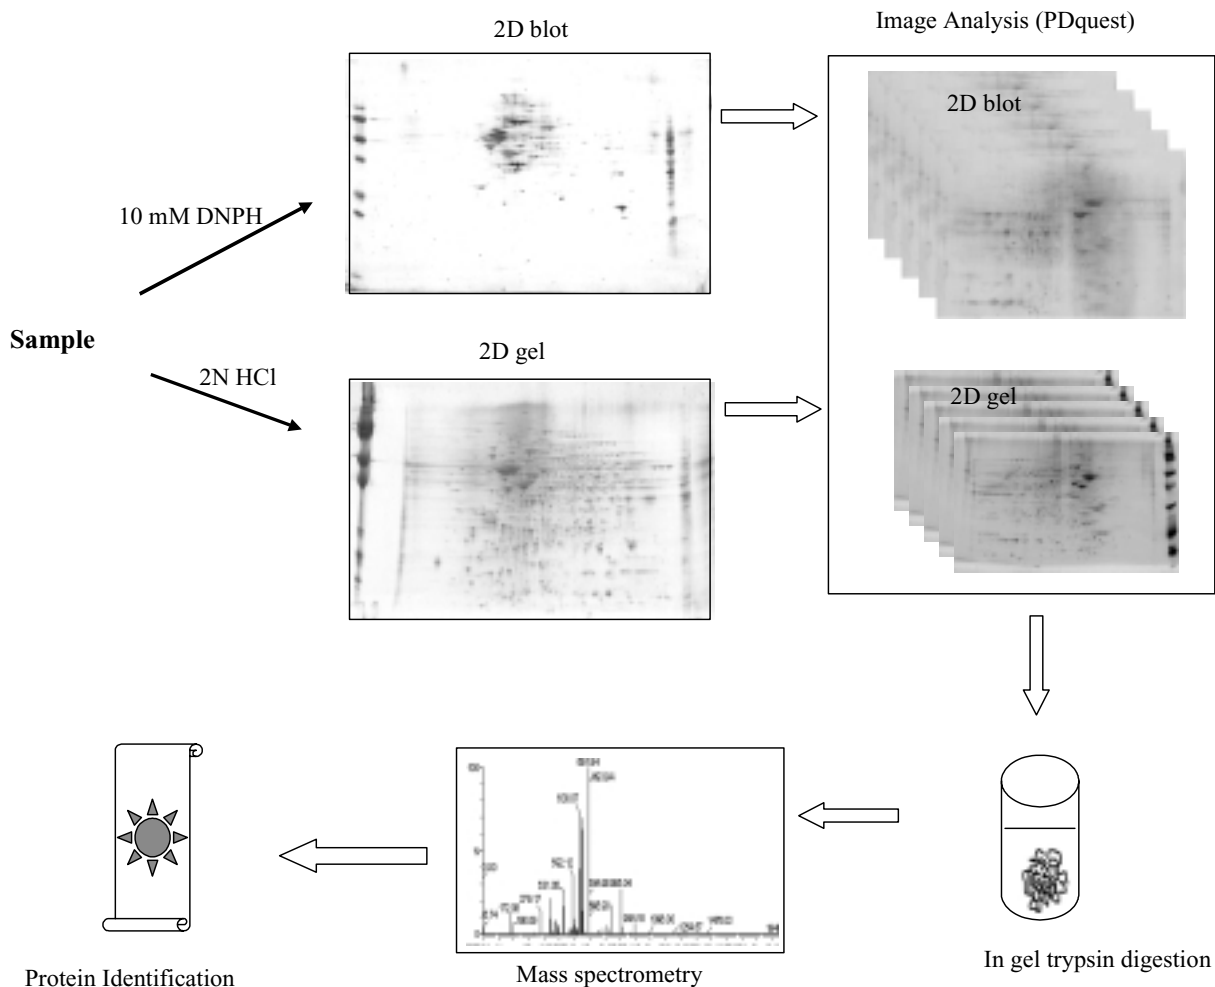 Image Analysis (PDquest)
2D blot
2D blot
10 mM DNPH
Sample
2D gel
2N HCl
2D gel
Protein Identification
Mass spectrometry
In gel trypsin digestion